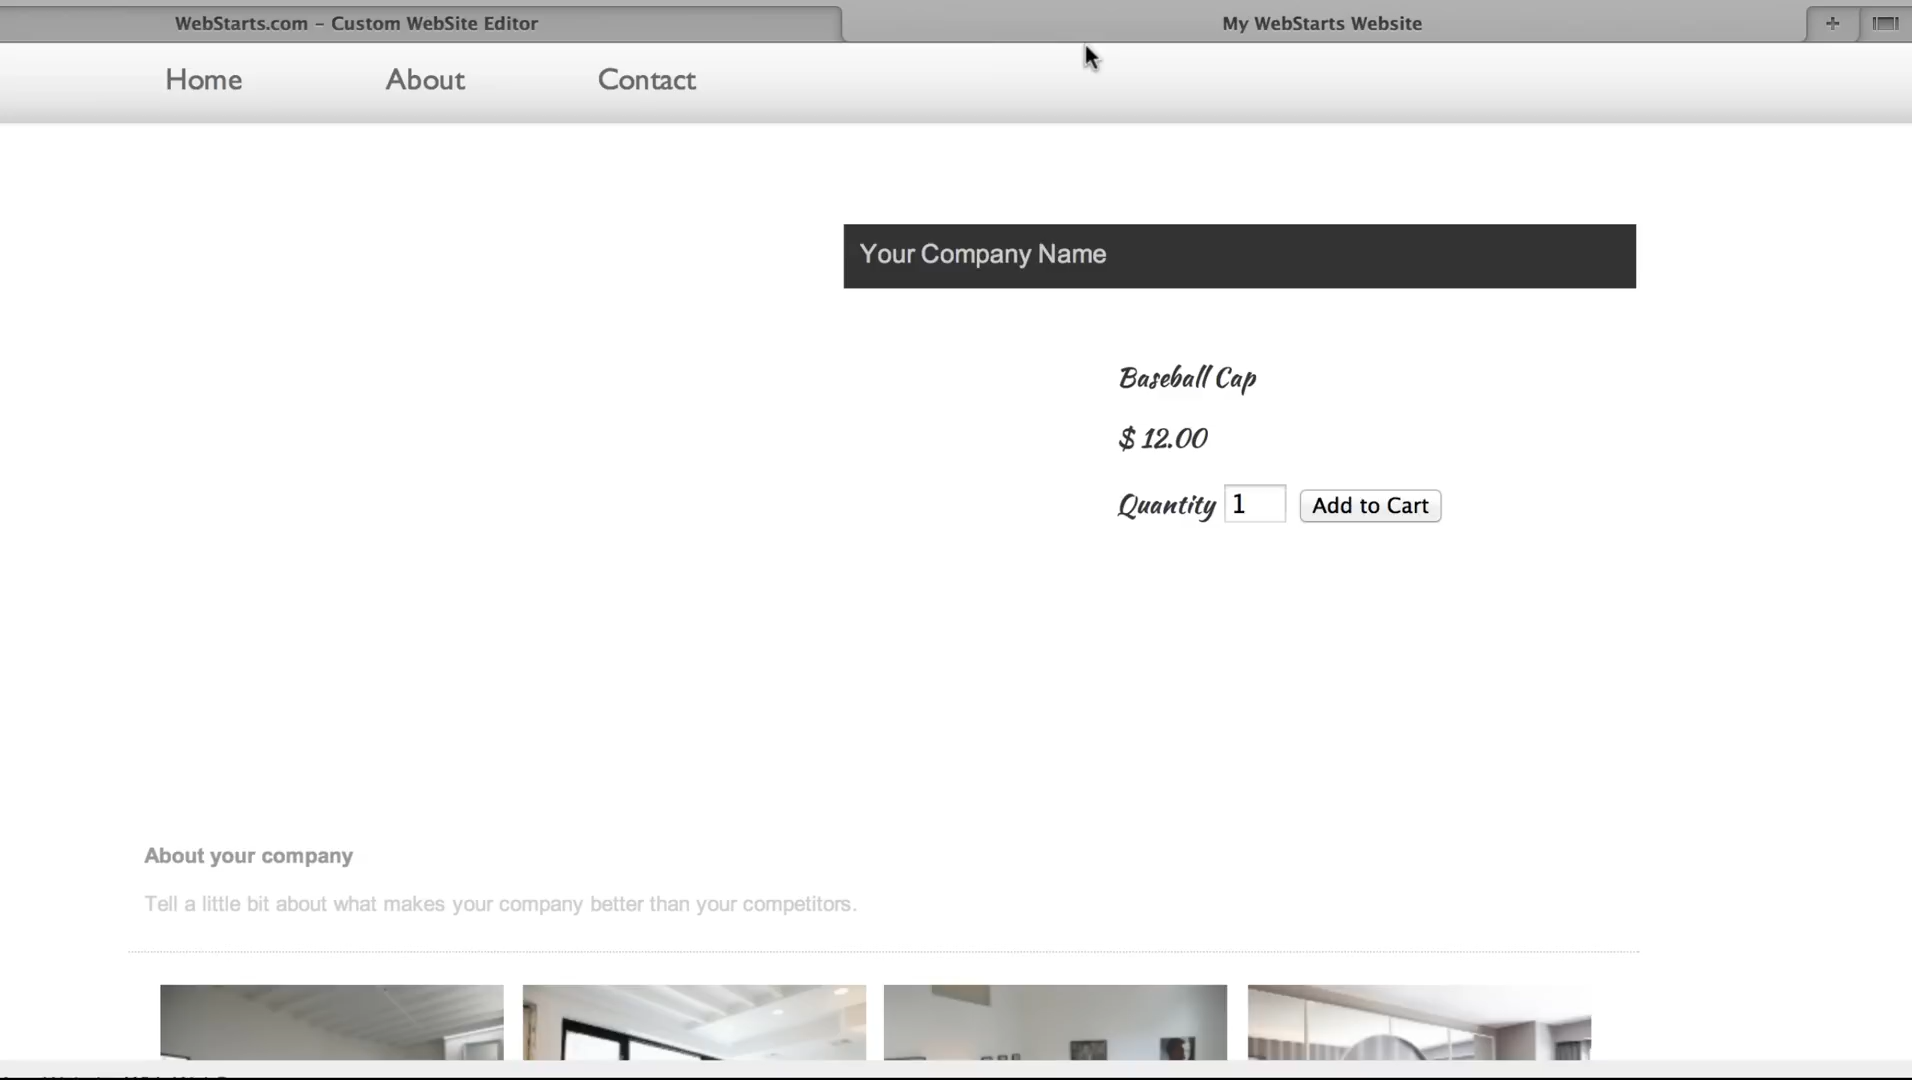 WebStarts.com – Custom WebSite Editor
My WebStarts Website
Home
About
Contact
Your Company Name
Baseball Cap
$ 12.00
Quantity 1 Add to Cart
About your company
Tell a little bit about what makes your company better than your competitors.